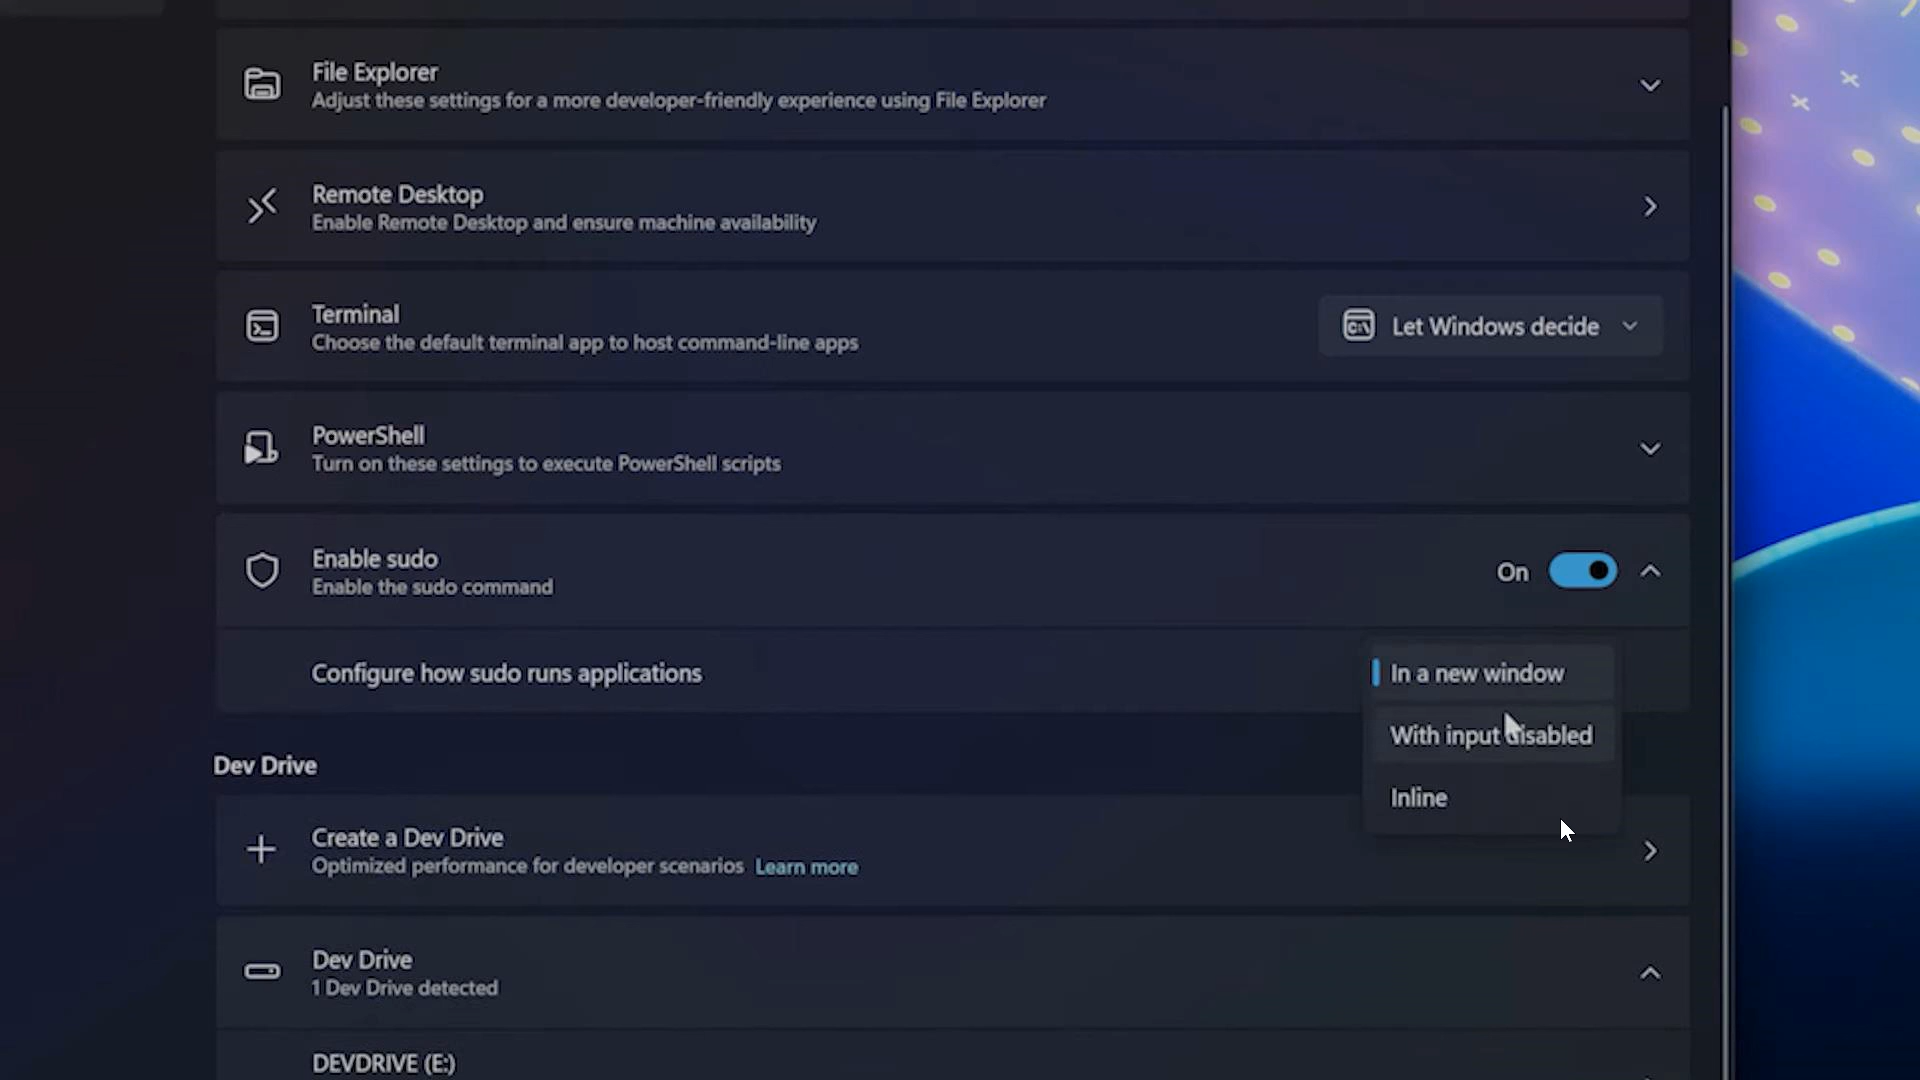 File Explorer
Adjust these settings for a more developer-friendly experience using File Explorer
Remote Desktop
Enable Remote Desktop and ensure machine availability
Terminal
Choose the default terminal app to host command-line apps
C:\ Let Windows decide
PowerShell
Turn on these settings to execute PowerShell scripts
Enable sudo
Enable the sudo command
On
Configure how sudo runs applications
In a new window
With input disabled
Inline
Dev Drive
Create a Dev Drive
Optimized performance for developer scenarios Learn more
Dev Drive
1 Dev Drive detected
DEVDRIVE (E:)